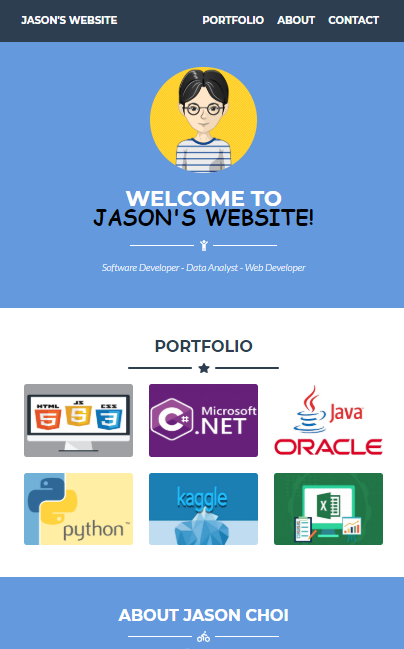 JASON'S WEBSITE PORTFOLIO ABOUT CONTACT
WELCOME TO
JASON'S WEBSITE!
Software Developer - Data Analyst - Web Developer
PORTFOLIO
HTML JS CSS
5 5 3
C# Microsoft
.NET
Java
ORACLE
python™
kaggle
X
ABOUT JASON CHOI